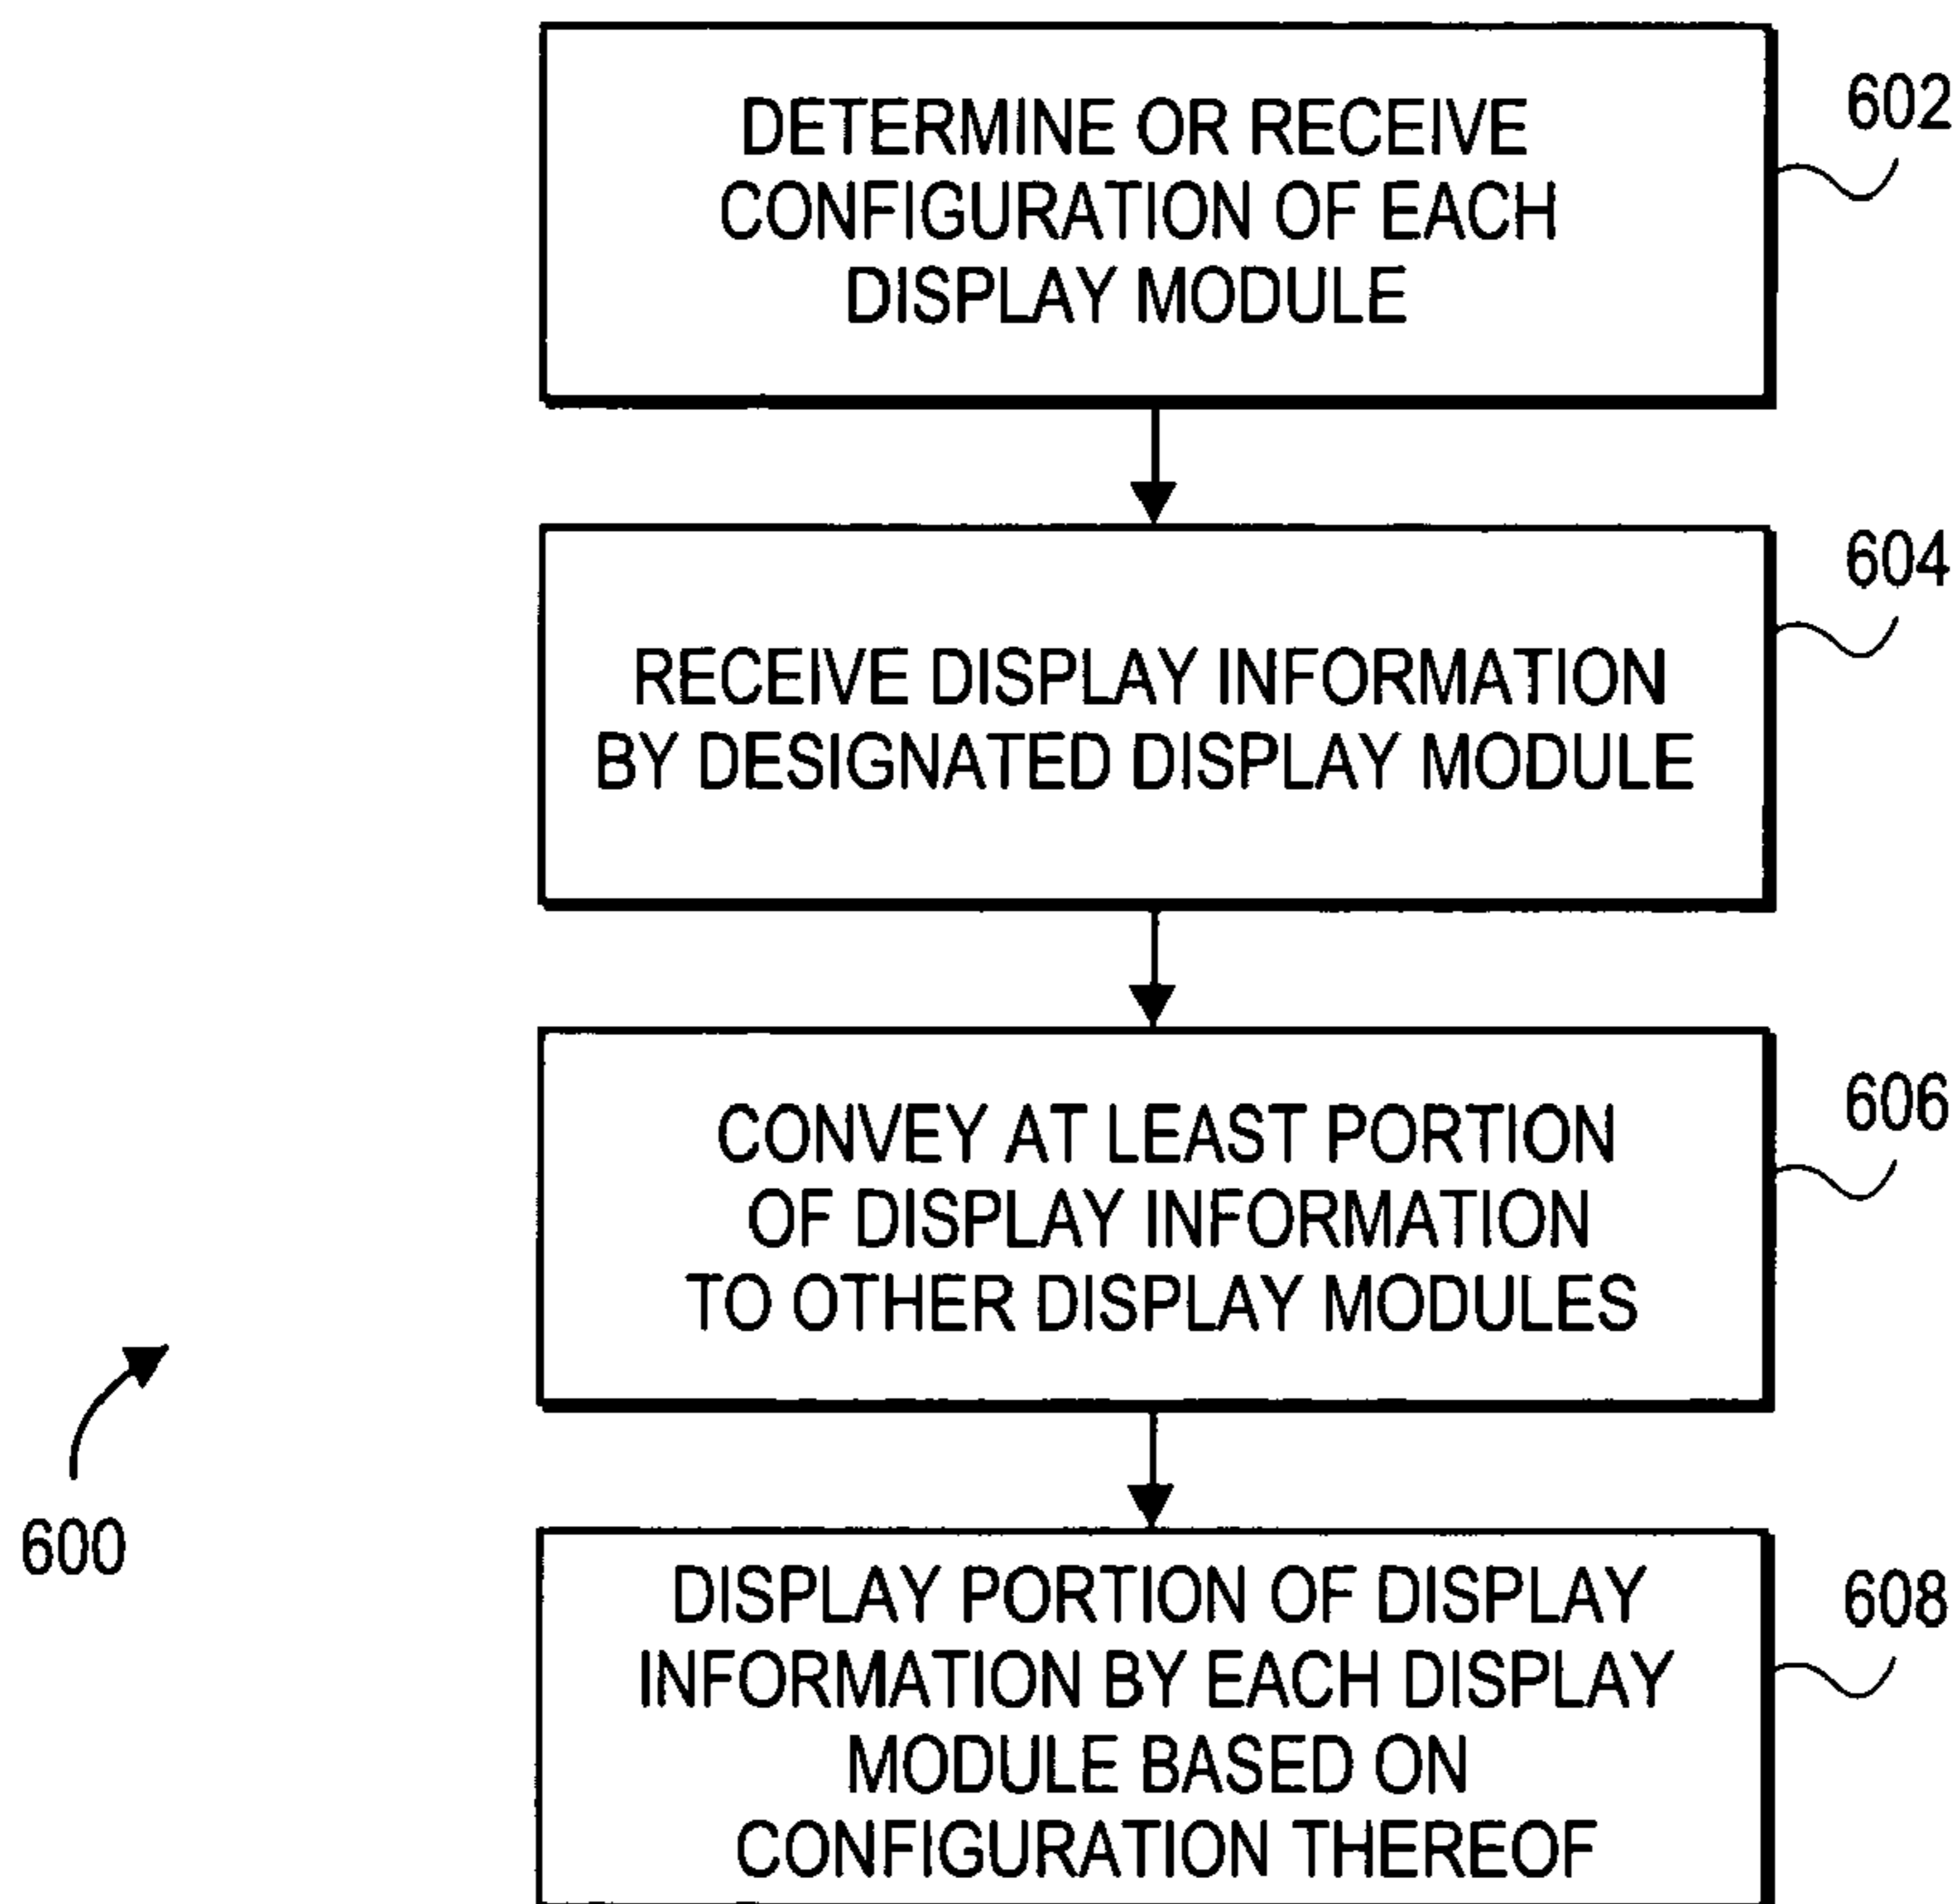 DETERMINE OR RECEIVE
CONFIGURATION OF EACH
DISPLAY MODULE
602
RECEIVE DISPLAY INFORMATION
BY DESIGNATED DISPLAY MODULE
604
CONVEY AT LEAST PORTION
OF DISPLAY INFORMATION
TO OTHER DISPLAY MODULES
606
600
DISPLAY PORTION OF DISPLAY
INFORMATION BY EACH DISPLAY
MODULE BASED ON
CONFIGURATION THEREOF
608